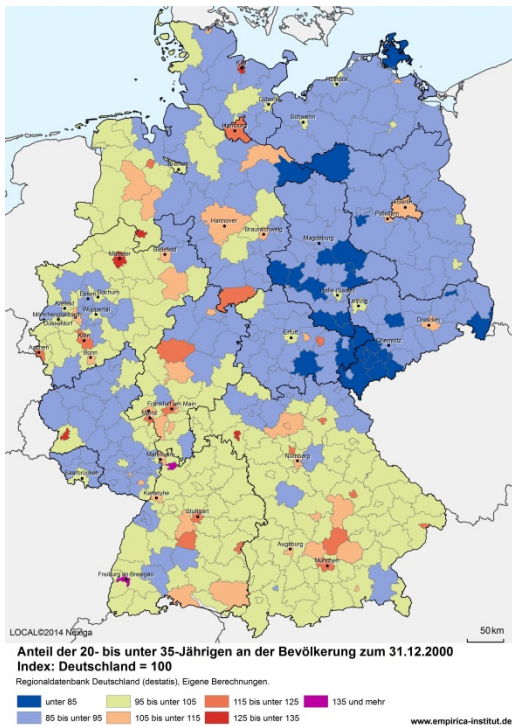 Kiel
Rostock
Lübeck
Hamburg
Schwerin
Bremen
Berlin
Potsdam
Hannover
Braunschweig
Magdeburg
Bielefeld
Münster
Halle (Saale)
Leipzig
Essen
Bochum
Krefeld
Wuppertal
Mönchengladbach
Düsseldorf
Köln
Aachen
Bonn
Erfurt
Dresden
Chemnitz
Frankfurt am Main
Mainz
Mannheim
Nürnberg
Saarbrücken
Karlsruhe
Stuttgart
Augsburg
München
Freiburg im Breisgau
LOCAL©2014 Nexiga
50km
Anteil der 20- bis unter 35-Jährigen an der Bevölkerung zum 31.12.2000
Index: Deutschland = 100
Regionaldatenbank Deutschland (destatis), Eigene Berechnungen.
unter 85 95 bis unter 105 115 bis unter 125 135 und mehr
85 bis unter 95 105 bis unter 115 125 bis unter 135
www.empirica-institut.de